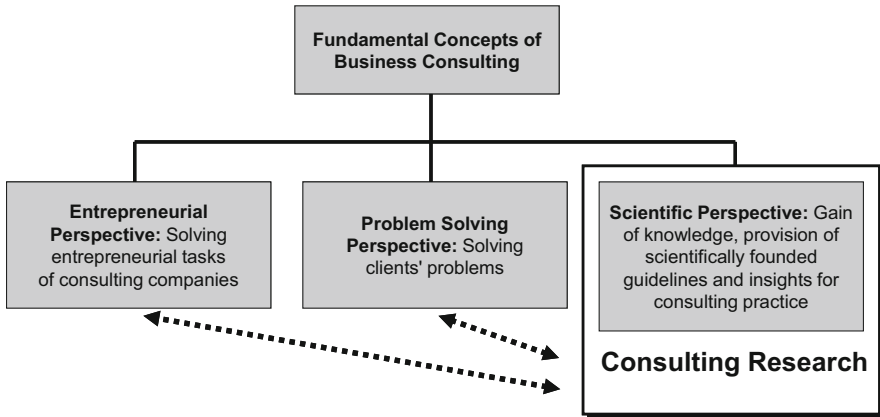 Fundamental Concepts of
Business Consulting
Entrepreneurial
Perspective: Solving
entrepreneurial tasks
of consulting companies
Problem Solving
Perspective: Solving
clients' problems
Scientific Perspective: Gain
of knowledge, provision of
scientifically founded
guidelines and insights for
consulting practice
Consulting Research